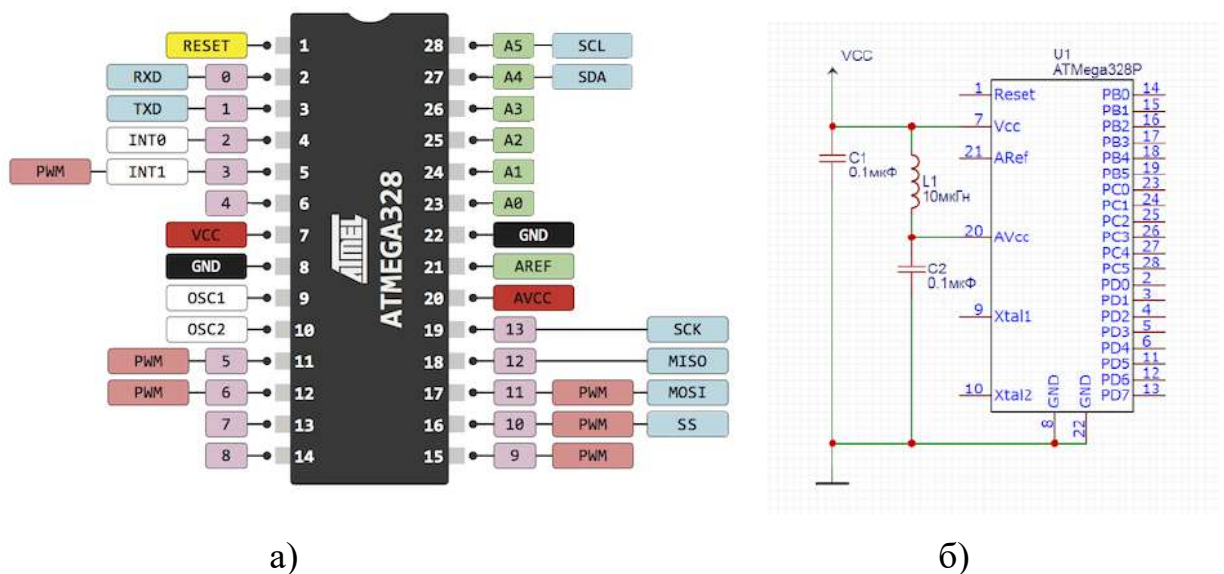 RESET 1 28 A5 SCL
RXD 0 2 27 A4 SDA
TXD 1 3 26 A3
INT0 2 4 25 A2
PWM INT1 3 5 24 A1
4 6 23 A0
VCC 7 22 GND
GND 8 21 AREF
OSC1 9 20 AVCC
OSC2 10 19 13 SCK
PWM 5 11 18 12 MISO
PWM 6 12 17 11 PWM MOSI
7 13 16 10 PWM SS
8 14 15 9 PWM
ATMEL
ATMEGA328
а)
VCC
U1
ATMega328P
1 Reset PB0 14
PB1 15
7 Vcc PB2 16
PB3 17
21 ARef PB4 18
PB5 19
C1
0.1мкФ
L1
10мкГн
PC0 23
PC1 24
PC2 25
20 AVcc PC3 26
PC4 27
PC5 28
C2
0.1мкФ
PD0 2
PD1 3
9 Xtal1 PD2 4
PD3 5
PD4 6
PD5 11
PD6 12
10 Xtal2 PD7 13
GND GND
8 22
б)